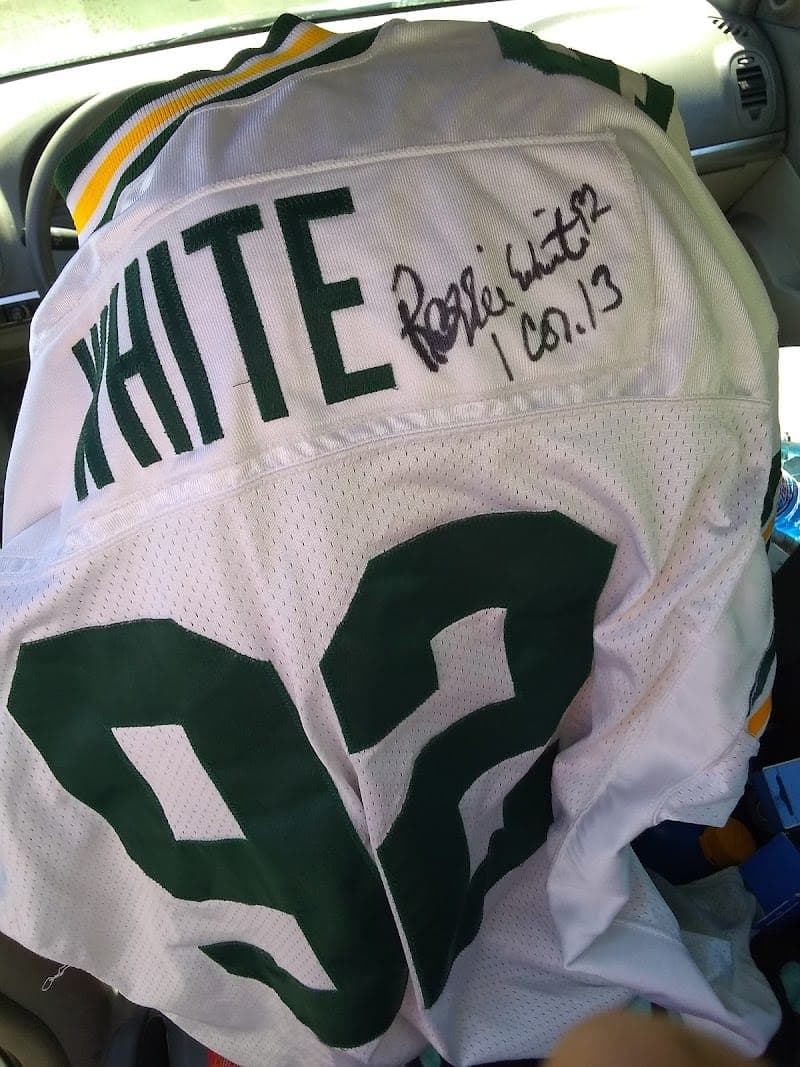 WHITE
Reggie White 92
1 COR.13
92